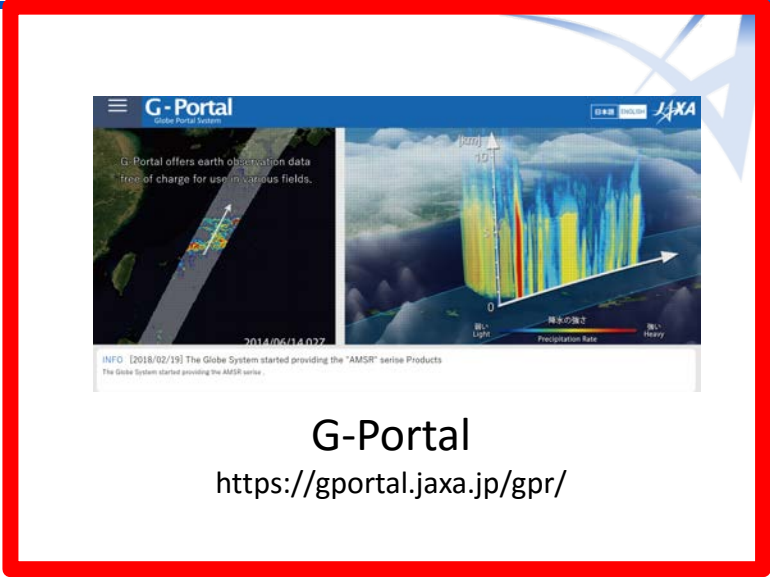 G-Portal
Globe Portal System
日本語 ENGLISH JAXA
G-Portal offers earth observation data
free of charge for use in various fields.
2014/06/14 02Z
[km]
10
5
0
降水の強さ
弱い 強い
Light Heavy
Precipitation Rate
INFO [2018/02/19] The Globe System started providing the "AMSR" serise Products
The Globe System started providing the AMSR serise .
G-Portal
https://gportal.jaxa.jp/gpr/